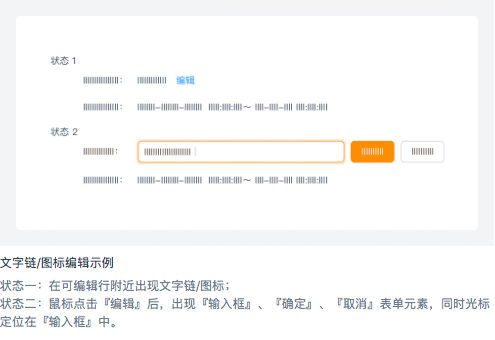 状态 1
编辑
状态 2
文字链/图标编辑示例
状态一：在可编辑行附近出现文字链/图标；
状态二：鼠标点击『编辑』后，出现『输入框』、『确定』、『取消』表单元素，同时光标
定位在『输入框』中。